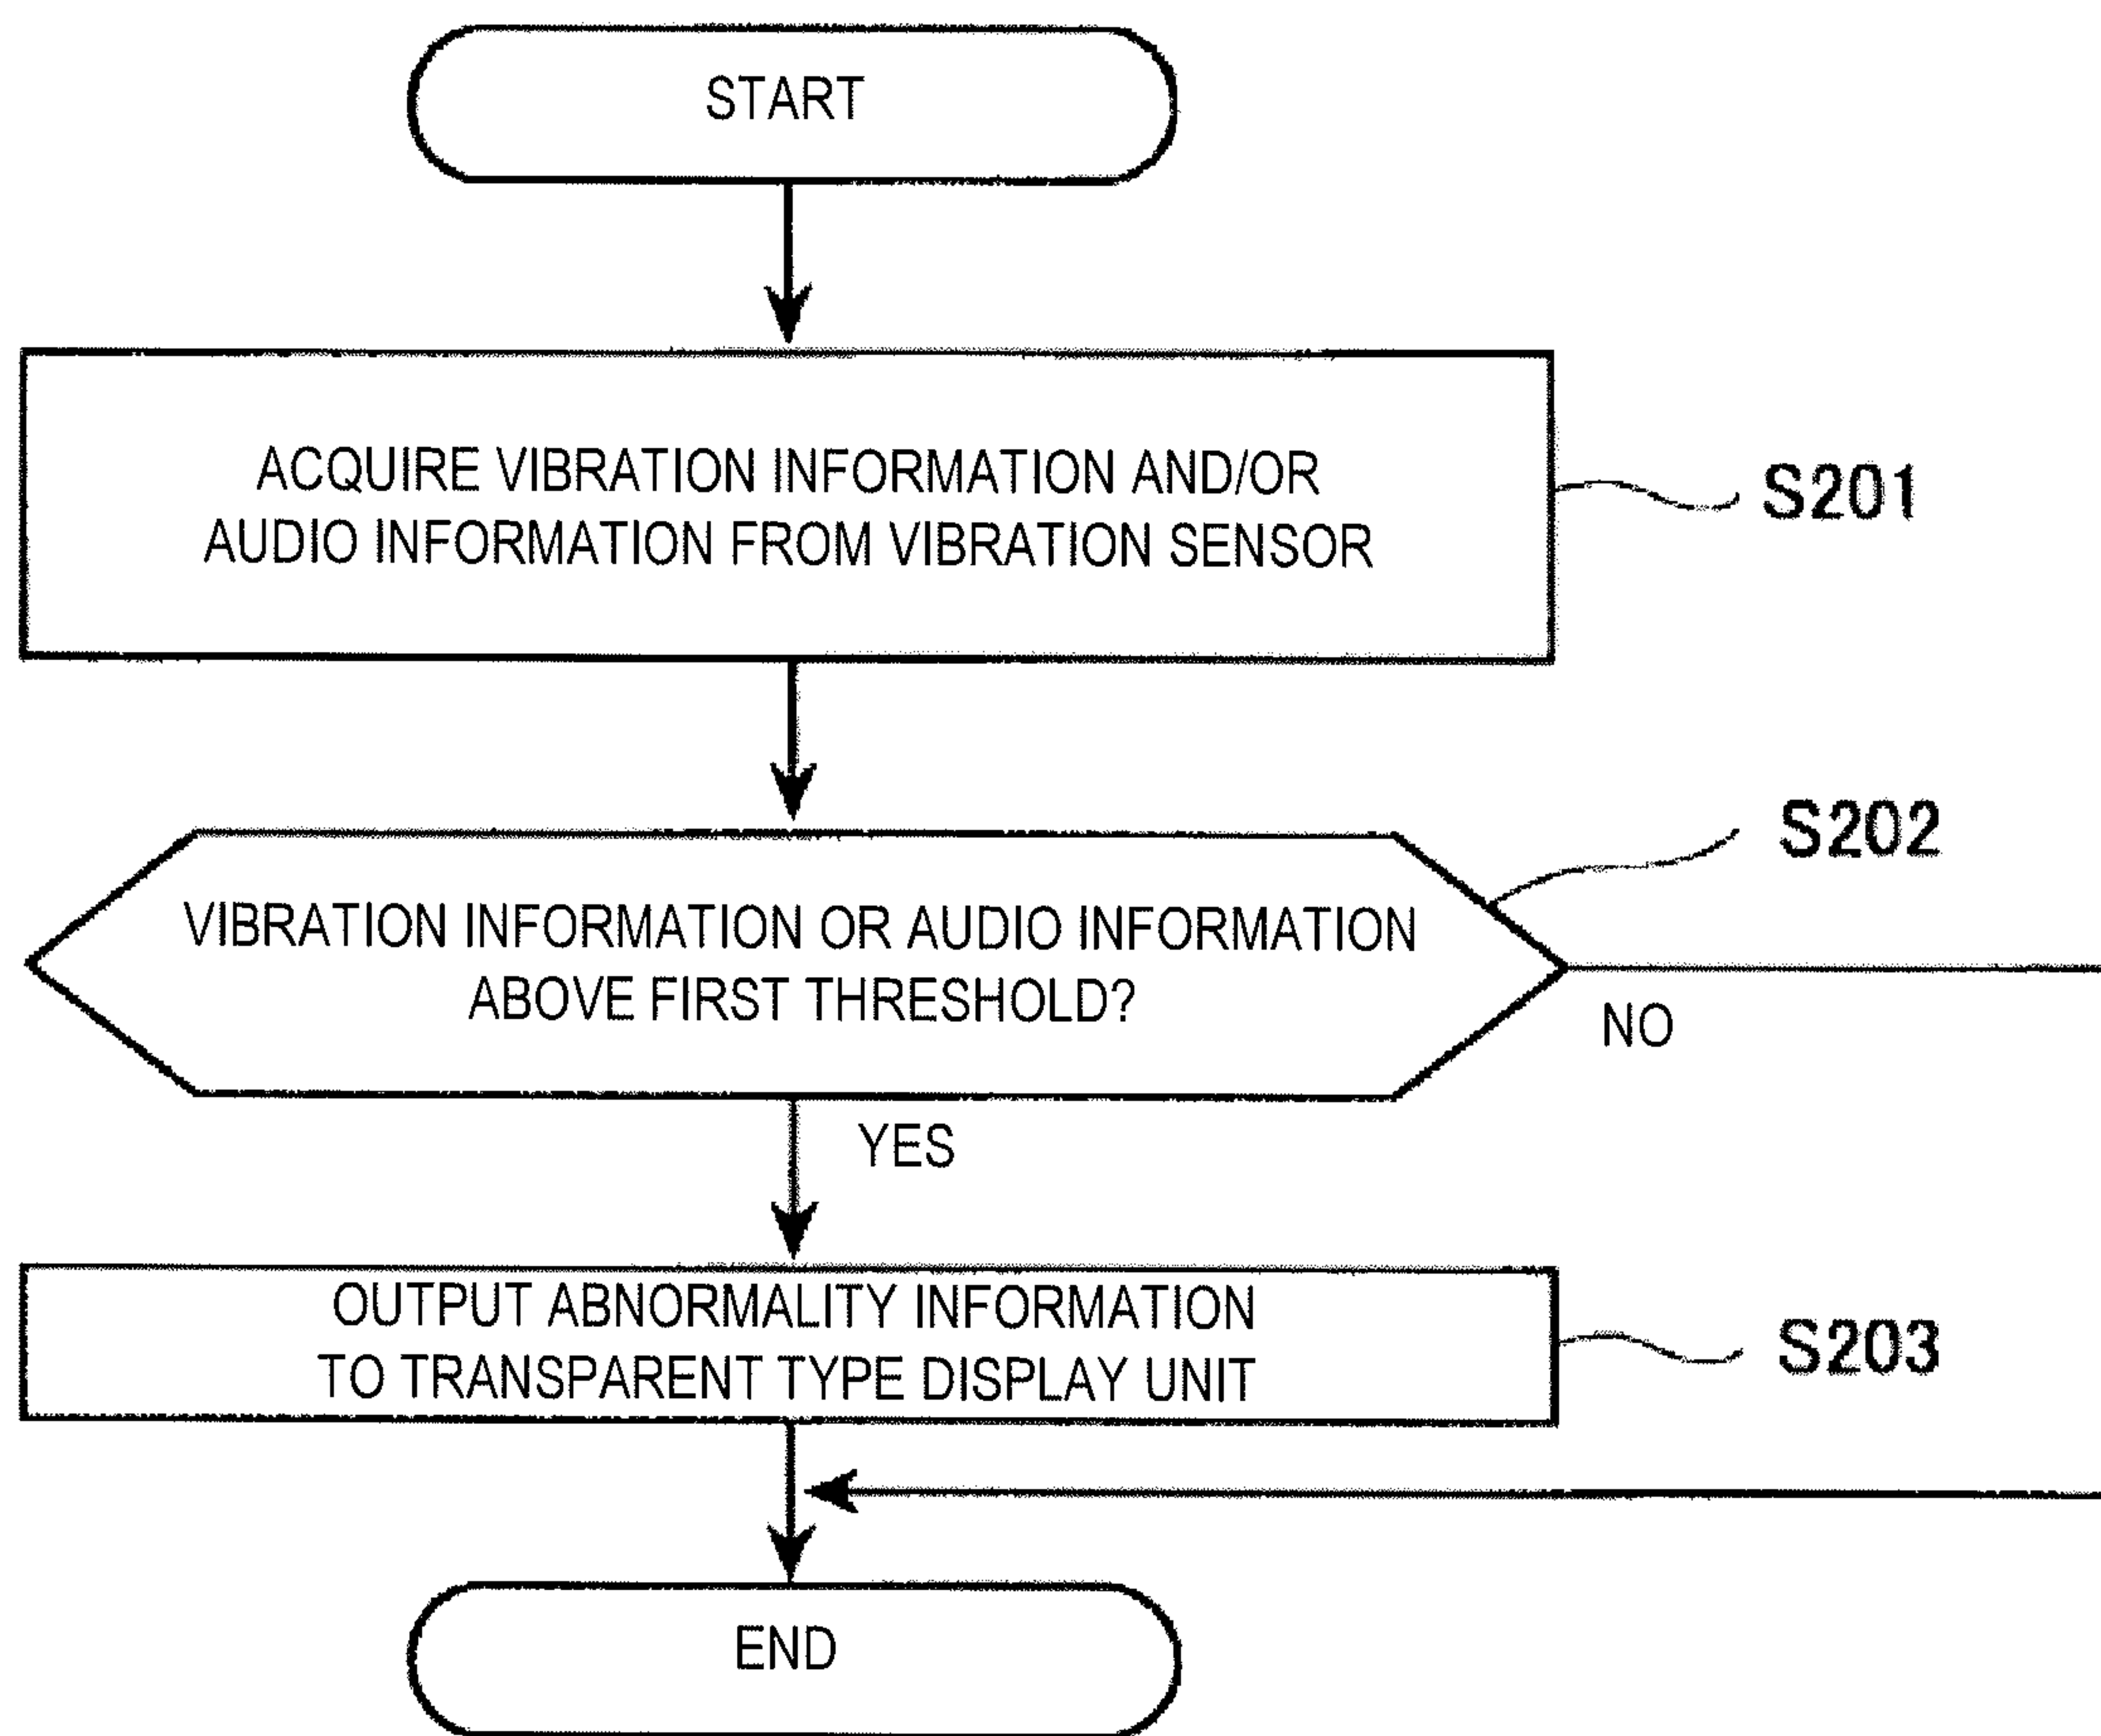 START
ACQUIRE VIBRATION INFORMATION AND/OR
AUDIO INFORMATION FROM VIBRATION SENSOR
S201
S202
VIBRATION INFORMATION OR AUDIO INFORMATION
ABOVE FIRST THRESHOLD?
NO
YES
OUTPUT ABNORMALITY INFORMATION
TO TRANSPARENT TYPE DISPLAY UNIT
S203
END